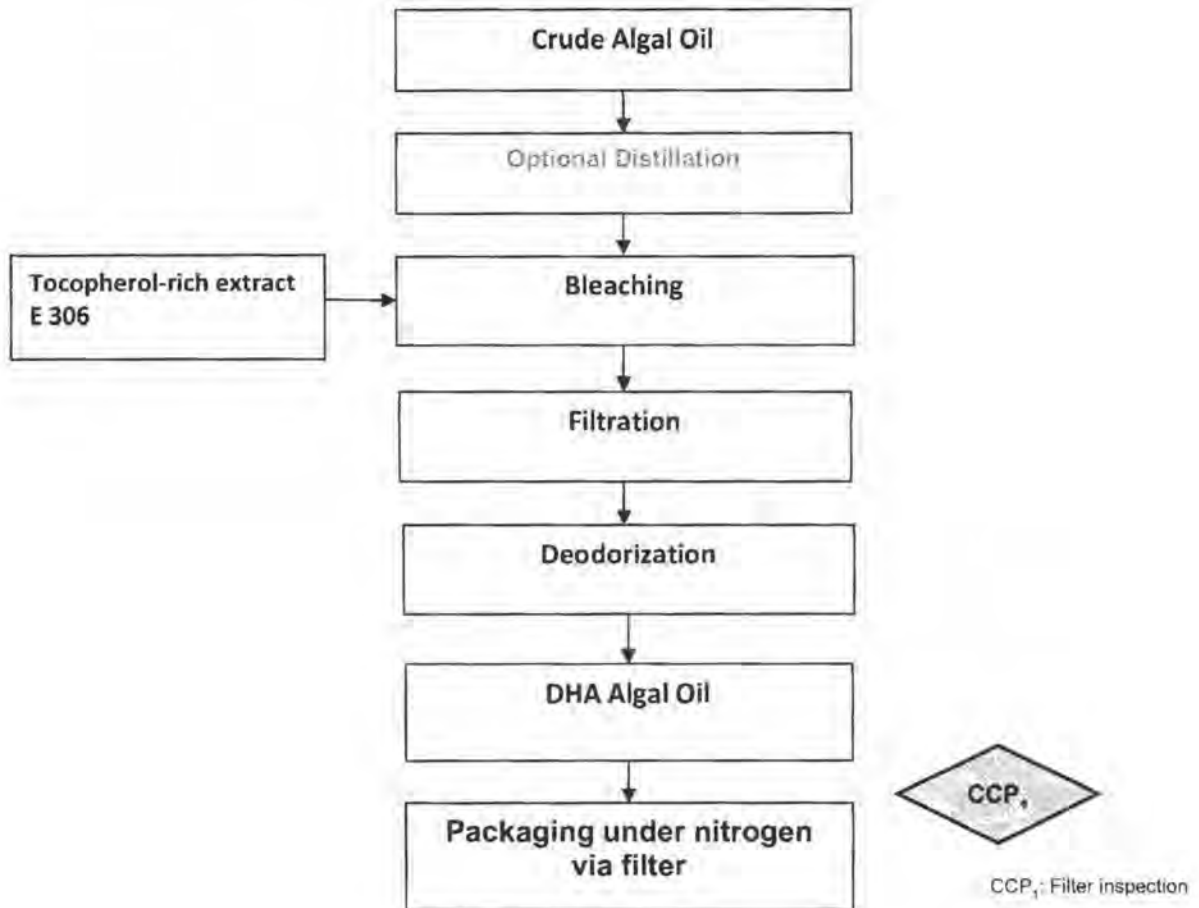 Crude Algal Oil
Optional Distillation
Tocopherol-rich extract
E 306
Bleaching
Filtration
Deodorization
DHA Algal Oil
CCP₁
Packaging under nitrogen
via filter
CCP₁: Filter inspection